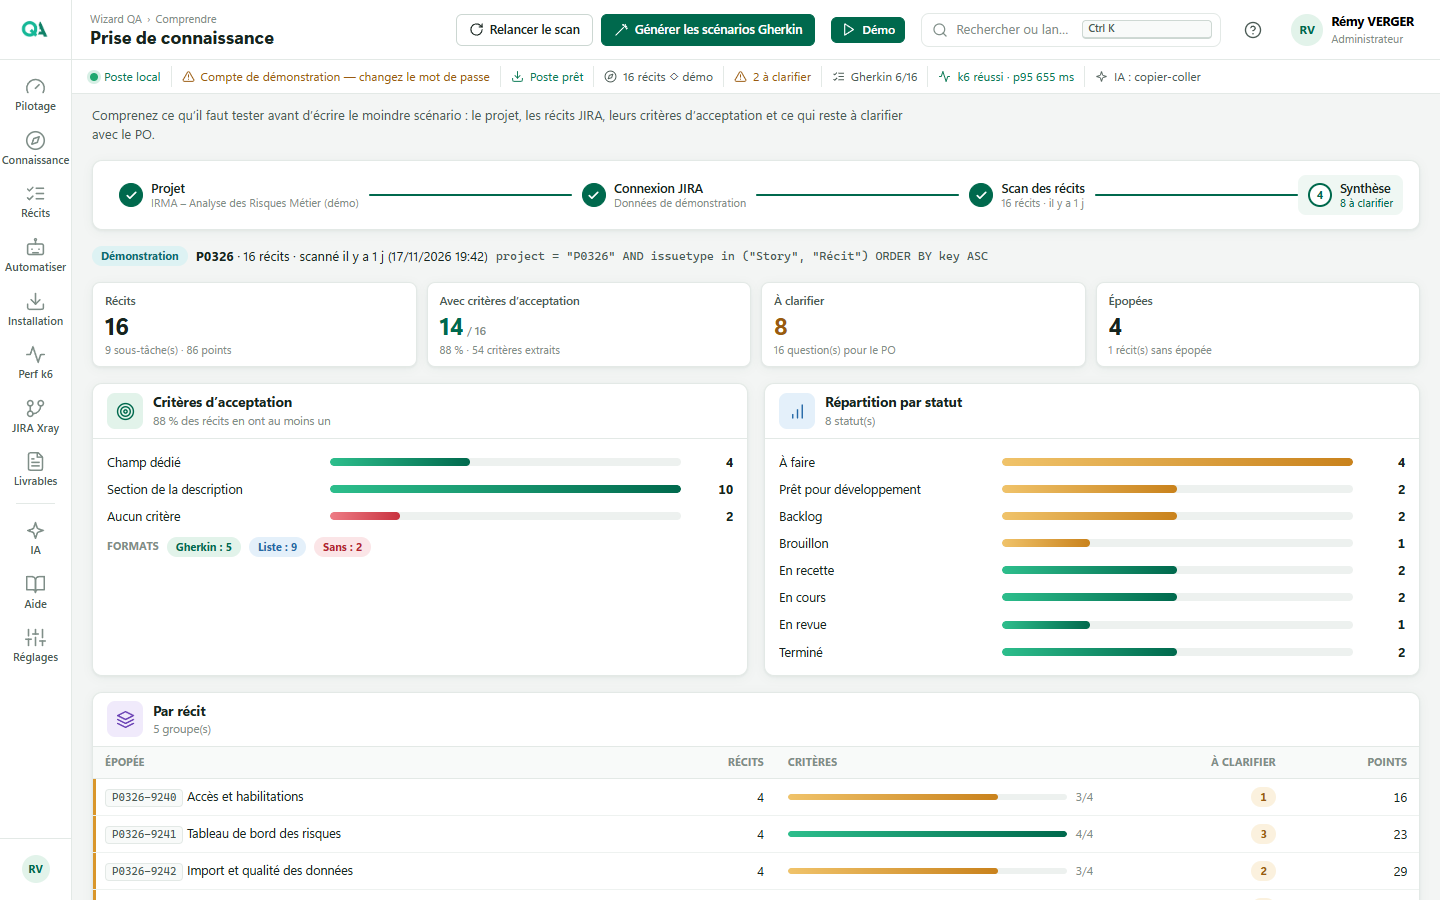 QA
Wizard QA › Comprendre
Prise de connaissance
Relancer le scan
Générer les scénarios Gherkin
Démo
Rechercher ou lan...
Ctrl K
RV
Rémy VERGER
Administrateur
Poste local
Compte de démonstration — changez le mot de passe
Poste prêt
16 récits ◇ démo
2 à clarifier
Gherkin 6/16
k6 réussi · p95 655 ms
IA : copier-coller
Pilotage
Connaissance
Récits
Automatiser
Installation
Perf k6
JIRA Xray
Livrables
IA
Aide
Réglages
RV
Comprenez ce qu’il faut tester avant d’écrire le moindre scénario : le projet, les récits JIRA, leurs critères d’acceptation et ce qui reste à clarifier
avec le PO.
Projet
IRMA – Analyse des Risques Métier (démo)
Connexion JIRA
Données de démonstration
Scan des récits
16 récits · il y a 1 j
4
Synthèse
8 à clarifier
Démonstration P0326 · 16 récits · scanné il y a 1 j (17/11/2026 19:42) project = "P0326" AND issuetype in ("Story", "Récit") ORDER BY key ASC
Récits
16
9 sous-tâche(s) · 86 points
Avec critères d’acceptation
14 / 16
88 % · 54 critères extraits
À clarifier
8
16 question(s) pour le PO
Épopées
4
1 récit(s) sans épopée
Critères d’acceptation
88 % des récits en ont au moins un
Champ dédié 4
Section de la description 10
Aucun critère 2
FORMATS Gherkin : 5 Liste : 9 Sans : 2
Répartition par statut
8 statut(s)
À faire 4
Prêt pour développement 2
Backlog 2
Brouillon 1
En recette 2
En cours 2
En revue 1
Terminé 2
Par récit
5 groupe(s)
ÉPOPÉE RÉCITS CRITÈRES À CLARIFIER POINTS
P0326-9240 Accès et habilitations 4 3/4 1 16
P0326-9241 Tableau de bord des risques 4 4/4 3 23
P0326-9242 Import et qualité des données 4 3/4 2 29